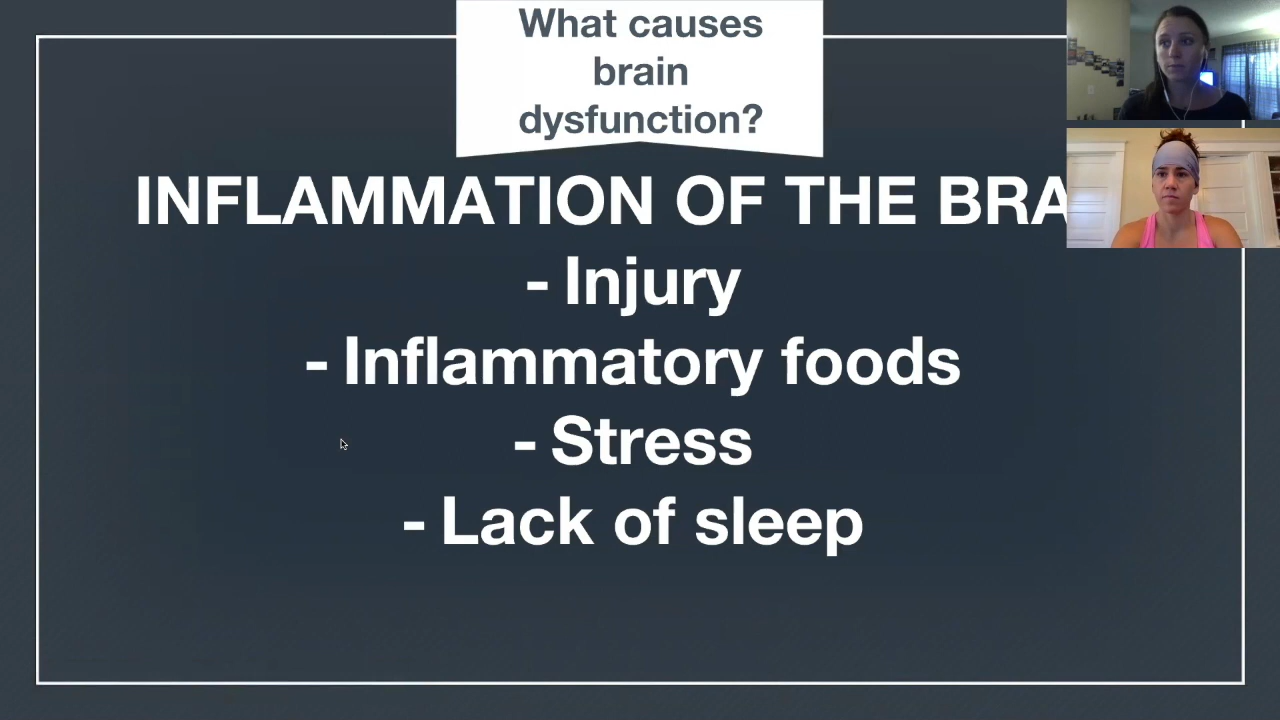 What causes
brain
dysfunction?
INFLAMMATION OF THE BRA
- Injury
- Inflammatory foods
- Stress
- Lack of sleep